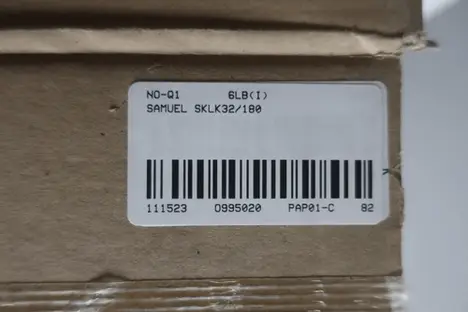 NO-Q1 6LB(I)
SAMUEL SKLK32/180
111523 0995020 PAP01-C 82